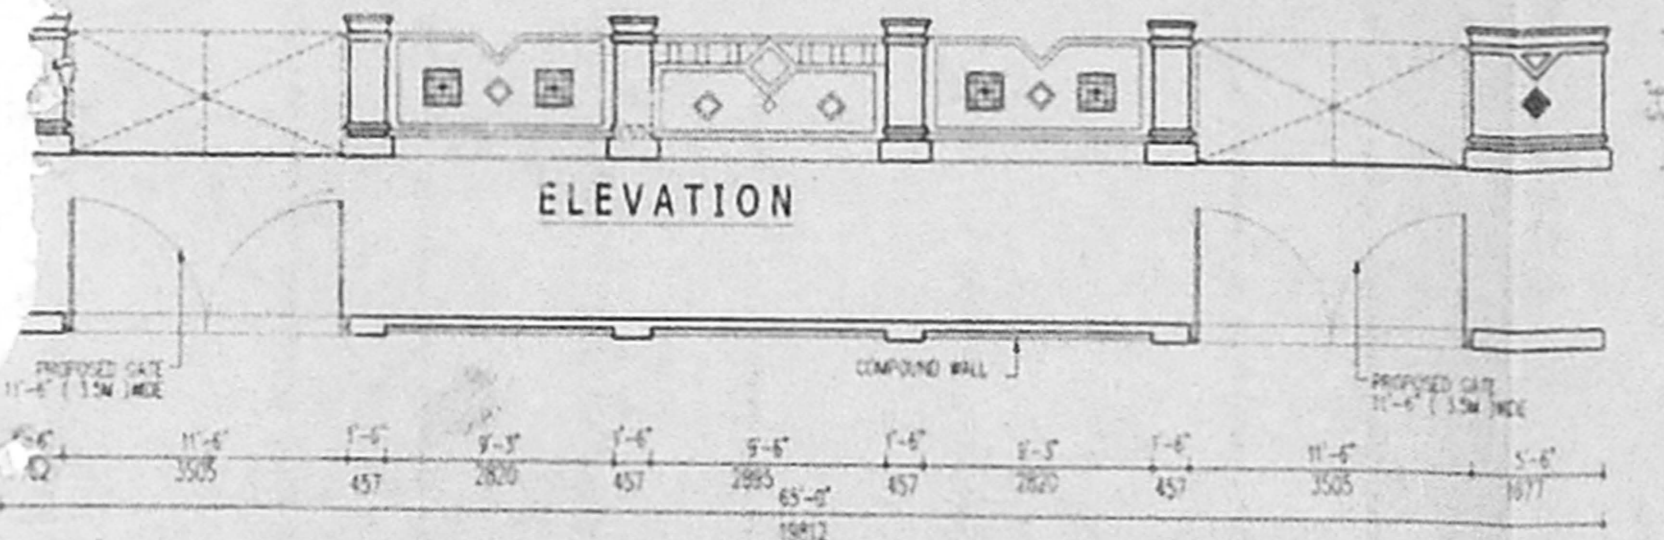 ELEVATION
PROPOSED GATE
11'-6" ( 3.5M )WIDE
COMPOUND WALL
PROPOSED GATE
11'-6" ( 3.5M )WIDE
11'-6" 1'-6" 9'-3" 1'-6" 9'-6" 1'-6" 1'-6" 11'-6" 5'-6"
3505 457 2820 457 2895 457 2820 457 3505 1677
65'-0"
19812